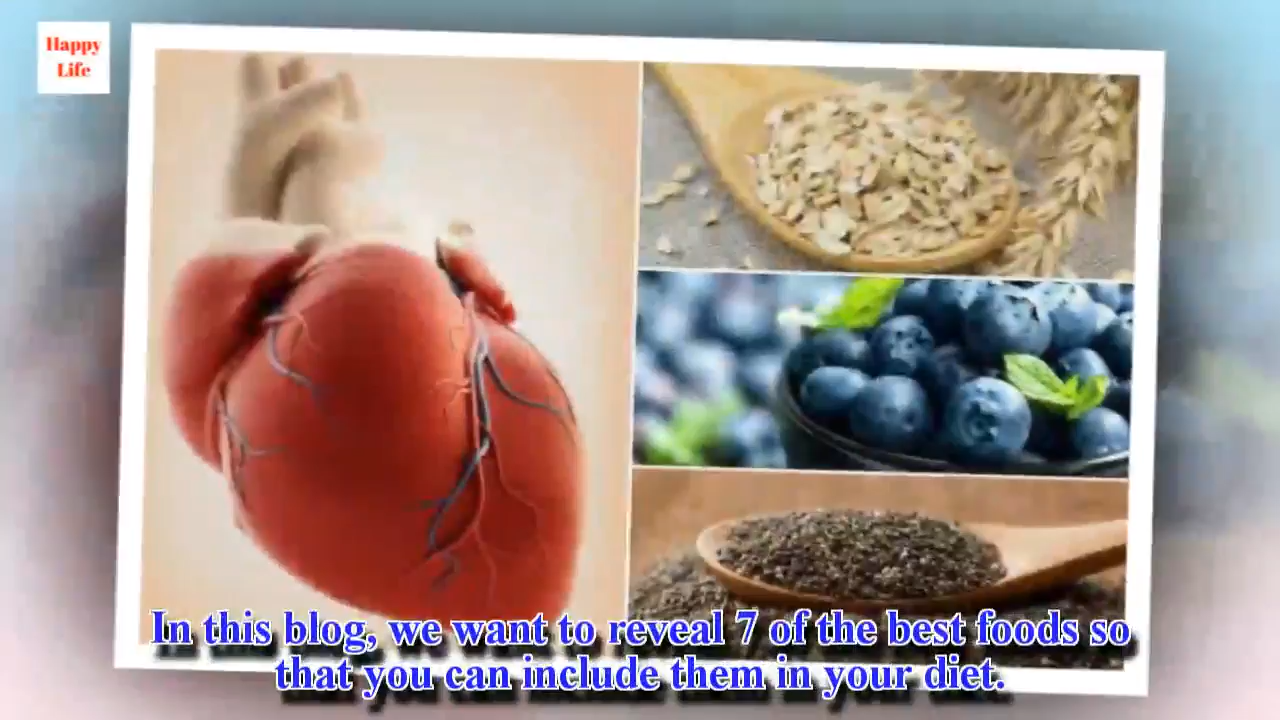 Happy
Life
In this blog, we want to reveal 7 of the best foods so
that you can include them in your diet.